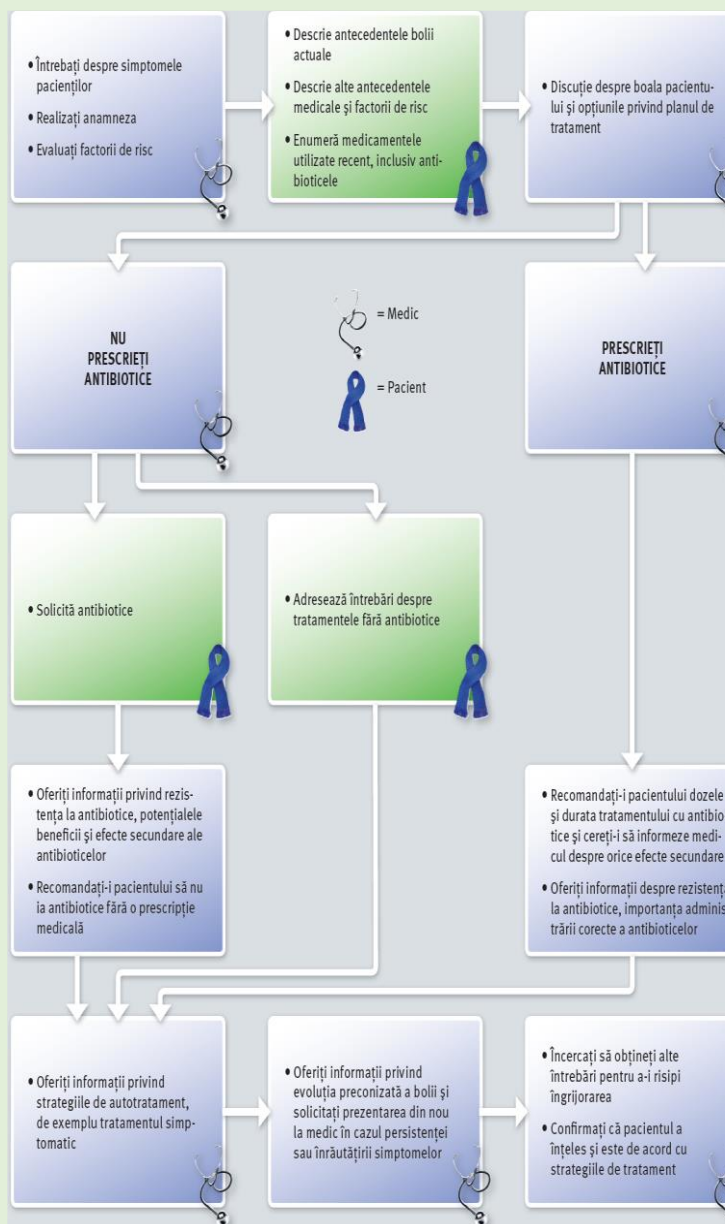 • Întrebați despre simptomele
pacienților
• Realizați anamneza
• Evaluați factorii de risc
• Descrie antecedentele bolii
actuale
• Descrie alte antecedentele
medicale și factorii de risc
• Enumeră medicamentele
utilizate recent, inclusiv anti-
bioticele
• Discuție despre boala pacientu-
lui și opțiunile privind planul de
tratament
NU
PRESCRIEȚI
ANTIBIOTICE
= Medic
= Pacient
PRESCRIEȚI
ANTIBIOTICE
• Solicită antibiotice
• Adresează întrebări despre
tratamentele fără antibiotice
• Oferiți informații privind rezis-
tența la antibiotice, potențialele
beneficii și efecte secundare ale
antibioticelor
• Recomandați-i pacientului să nu
ia antibiotice fără o prescripție
medicală
• Recomandați-i pacientului dozele
și durata tratamentului cu antibio
tice și cereți-i să informeze medi-
cul despre orice efecte secundare
• Oferiți informații despre rezistența
la antibiotice, importanța adminis
trării corecte a antibioticelor
• Oferiți informații privind
strategiile de autotratament,
de exemplu tratamentul simp-
tomatic
• Oferiți informații privind
evoluția preconizată a bolii și
solicitați prezentarea din nou
la medic în cazul persistenței
sau înrăutățirii simptomelor
• Încercați să obțineți alte
întrebări pentru a-i risipi
îngrijorarea
• Confirmați că pacientul a
înțeles și este de acord cu
strategiile de tratament